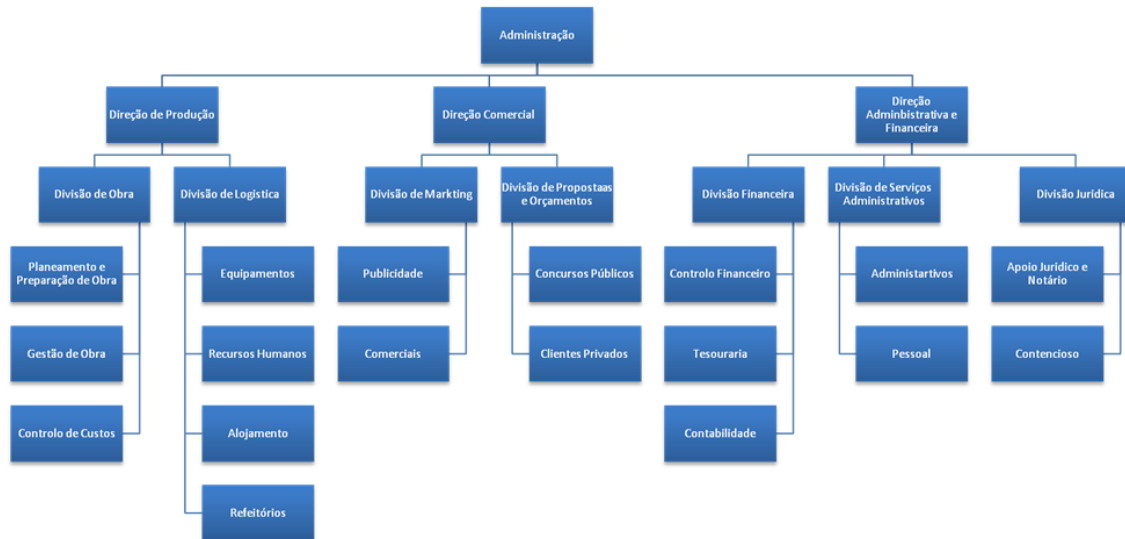 Administração
Direção de Produção
Direção Comercial
Direção
Adminbistrativa e
Financeira
Divisão de Obra
Divisão de Logistica
Divisão de Markting
Divisão de Propostaas
e Orçamentos
Divisão Financeira
Divisão de Serviços
Administrativos
Divisão Juridica
Planeamento e
Preparação de Obra
Equipamentos
Publicidade
Concursos Públicos
Controlo Financeiro
Administartivos
Apoio Juridico e
Notário
Gestão de Obra
Recursos Humanos
Comerciais
Clientes Privados
Tesouraria
Pessoal
Contencioso
Controlo de Custos
Alojamento
Contabilidade
Refeitórios